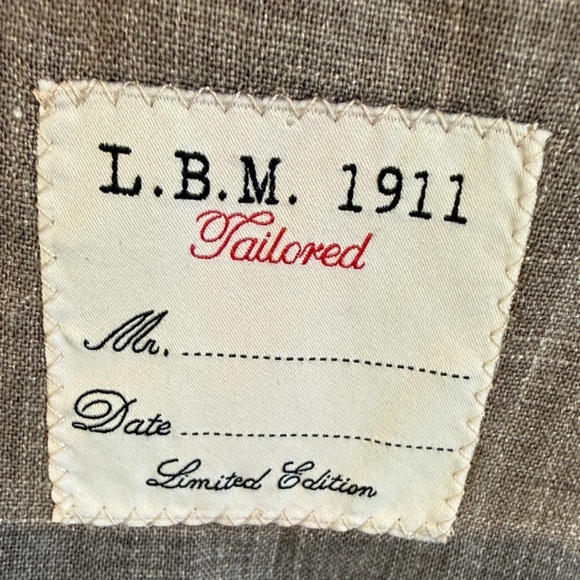 L.B.M. 1911
Tailored
Mr. ........................................
Date ........................................
Limited Edition